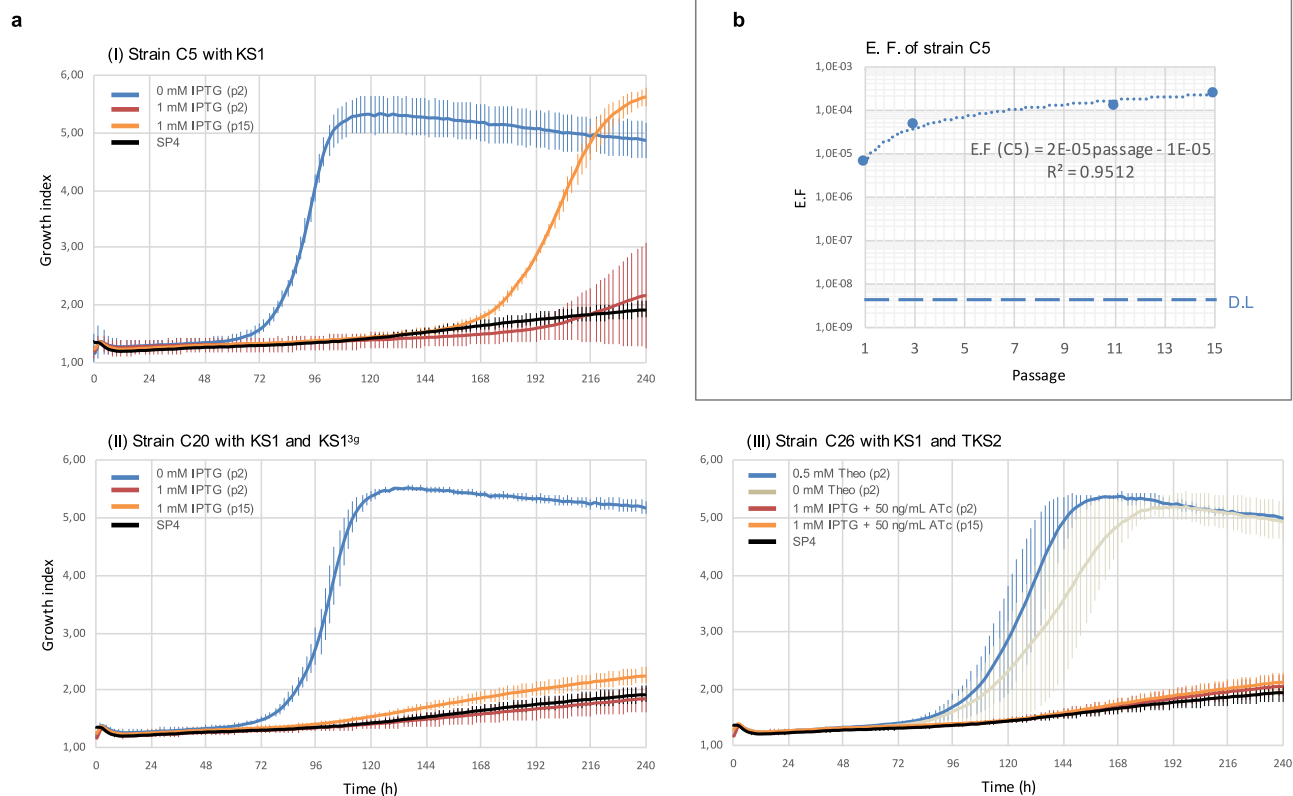 a
(I) Strain C5 with KS1
6,00
5,00
4,00
3,00
2,00
1,00
Growth index
0 mM IPTG (p2)
1 mM IPTG (p2)
1 mM IPTG (p15)
SP4
0 24 48 72 96 120 144 168 192 216 240
b
E. F. of strain C5
1,0E-03
1,0E-04
1,0E-05
1,0E-06
1,0E-07
1,0E-08
1,0E-09
E.F
E.F (C5) = 2E-05passage - 1E-05
R² = 0.9512
D.L
1 3 5 7 9 11 13 15
Passage
(II) Strain C20 with KS1 and KS1³ᵍ
6,00
5,00
4,00
3,00
2,00
1,00
Growth index
0 mM IPTG (p2)
1 mM IPTG (p2)
1 mM IPTG (p15)
SP4
0 24 48 72 96 120 144 168 192 216 240
Time (h)
(III) Strain C26 with KS1 and TKS2
6,00
5,00
4,00
3,00
2,00
1,00
0.5 mM Theo (p2)
0 mM Theo (p2)
1 mM IPTG + 50 ng/mL ATc (p2)
1 mM IPTG + 50 ng/mL ATc (p15)
SP4
0 24 48 72 96 120 144 168 192 216 240
Time (h)